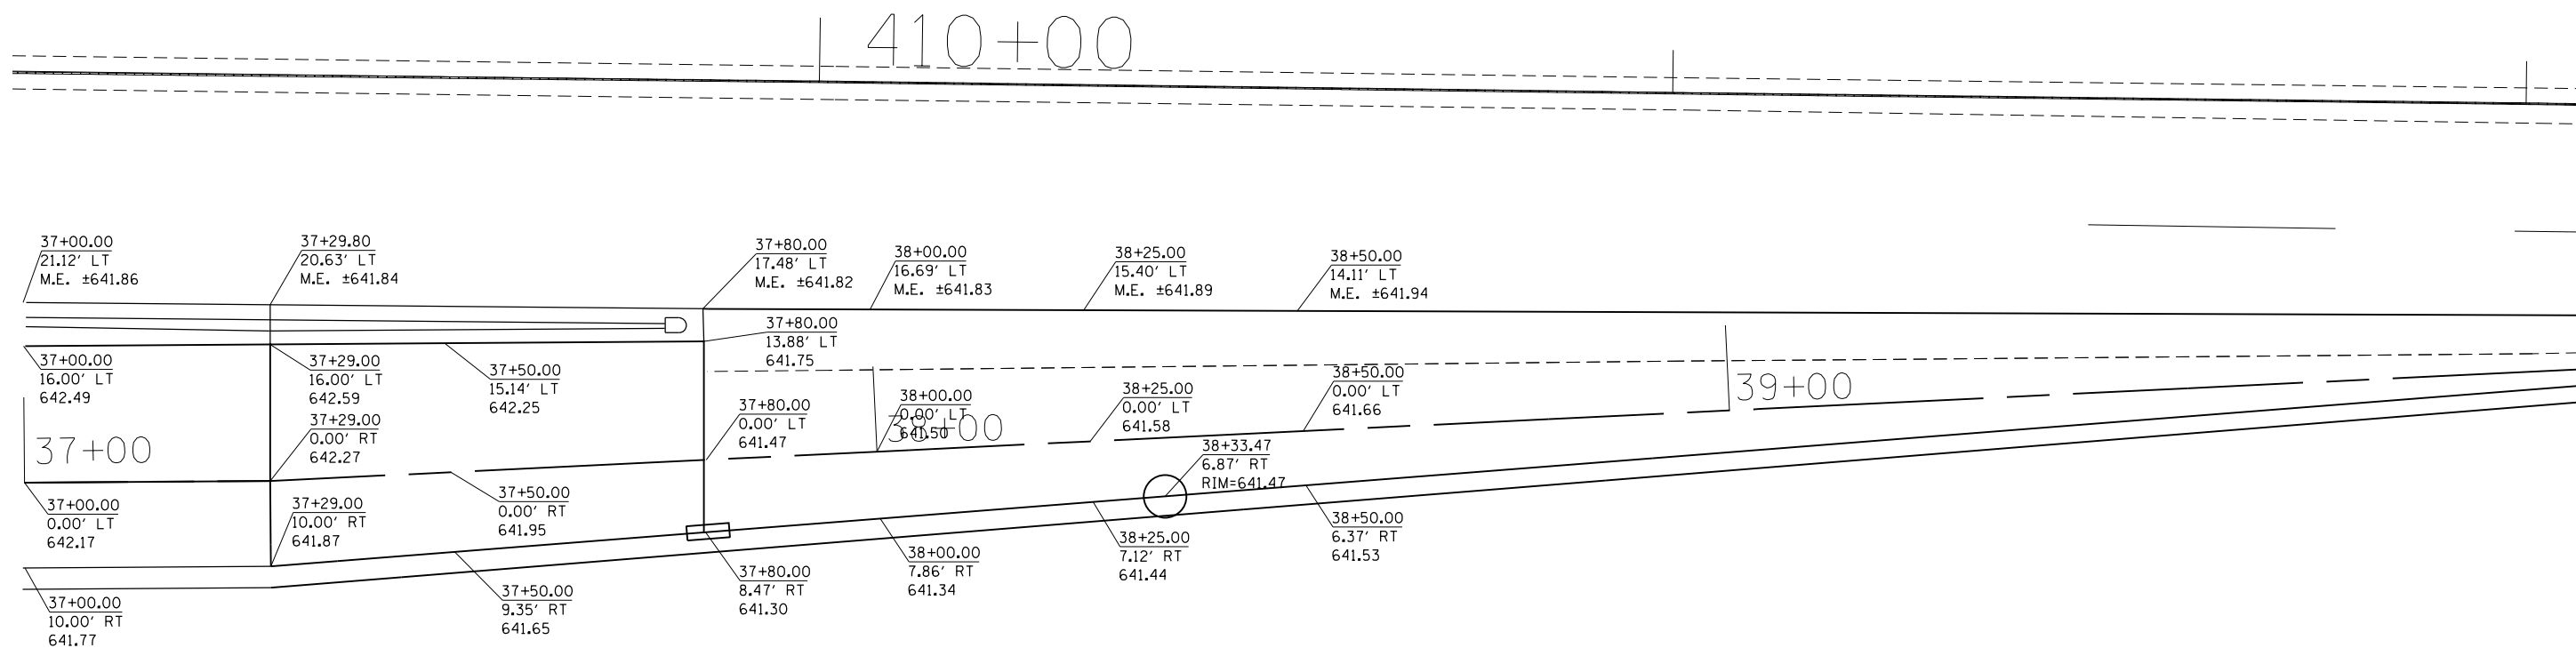 410+00
37+00.00
21.12' LT
M.E. ±641.86
37+29.80
20.63' LT
M.E. ±641.84
37+80.00
17.48' LT
M.E. ±641.82
38+00.00
16.69' LT
M.E. ±641.83
38+25.00
15.40' LT
M.E. ±641.89
38+50.00
14.11' LT
M.E. ±641.94
37+00.00
16.00' LT
642.49
37+29.00
16.00' LT
642.59
37+50.00
15.14' LT
642.25
37+80.00
13.88' LT
641.75
37+29.00
0.00' RT
642.27
37+80.00
0.00' LT
641.47
38+00.00
0.00' LT
641.50
38+25.00
0.00' LT
641.58
38+50.00
0.00' LT
641.66
39+00
37+00
38+00
38+33.47
6.87' RT
RIM=641.47
37+00.00
0.00' LT
642.17
37+29.00
10.00' RT
641.87
37+50.00
0.00' RT
641.95
37+00.00
10.00' RT
641.77
37+50.00
9.35' RT
641.65
37+80.00
8.47' RT
641.30
38+00.00
7.86' RT
641.34
38+25.00
7.12' RT
641.44
38+50.00
6.37' RT
641.53